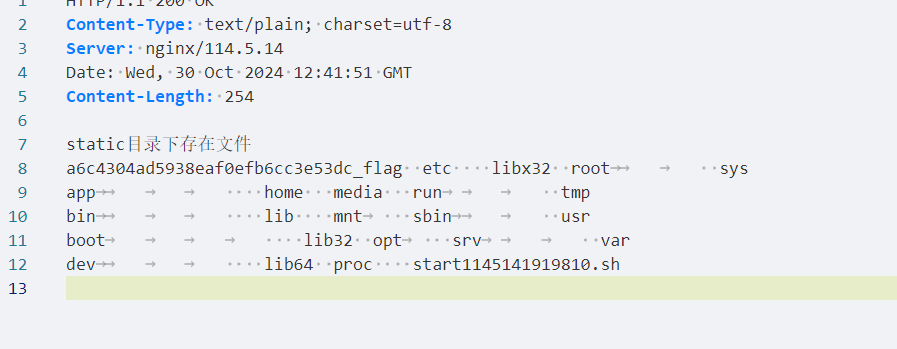 1 HTTP/1.1 200 OK
2 Content-Type: text/plain; charset=utf-8
3 Server: nginx/114.5.14
4 Date: Wed, 30 Oct 2024 12:41:51 GMT
5 Content-Length: 254
6
7 static目录下存在文件
8 a6c4304ad5938eaf0efb6cc3e53dc_flag etc libx32 root sys
9 app home media run tmp
10 bin lib mnt sbin usr
11 boot lib32 opt srv var
12 dev lib64 proc start1145141919810.sh
13